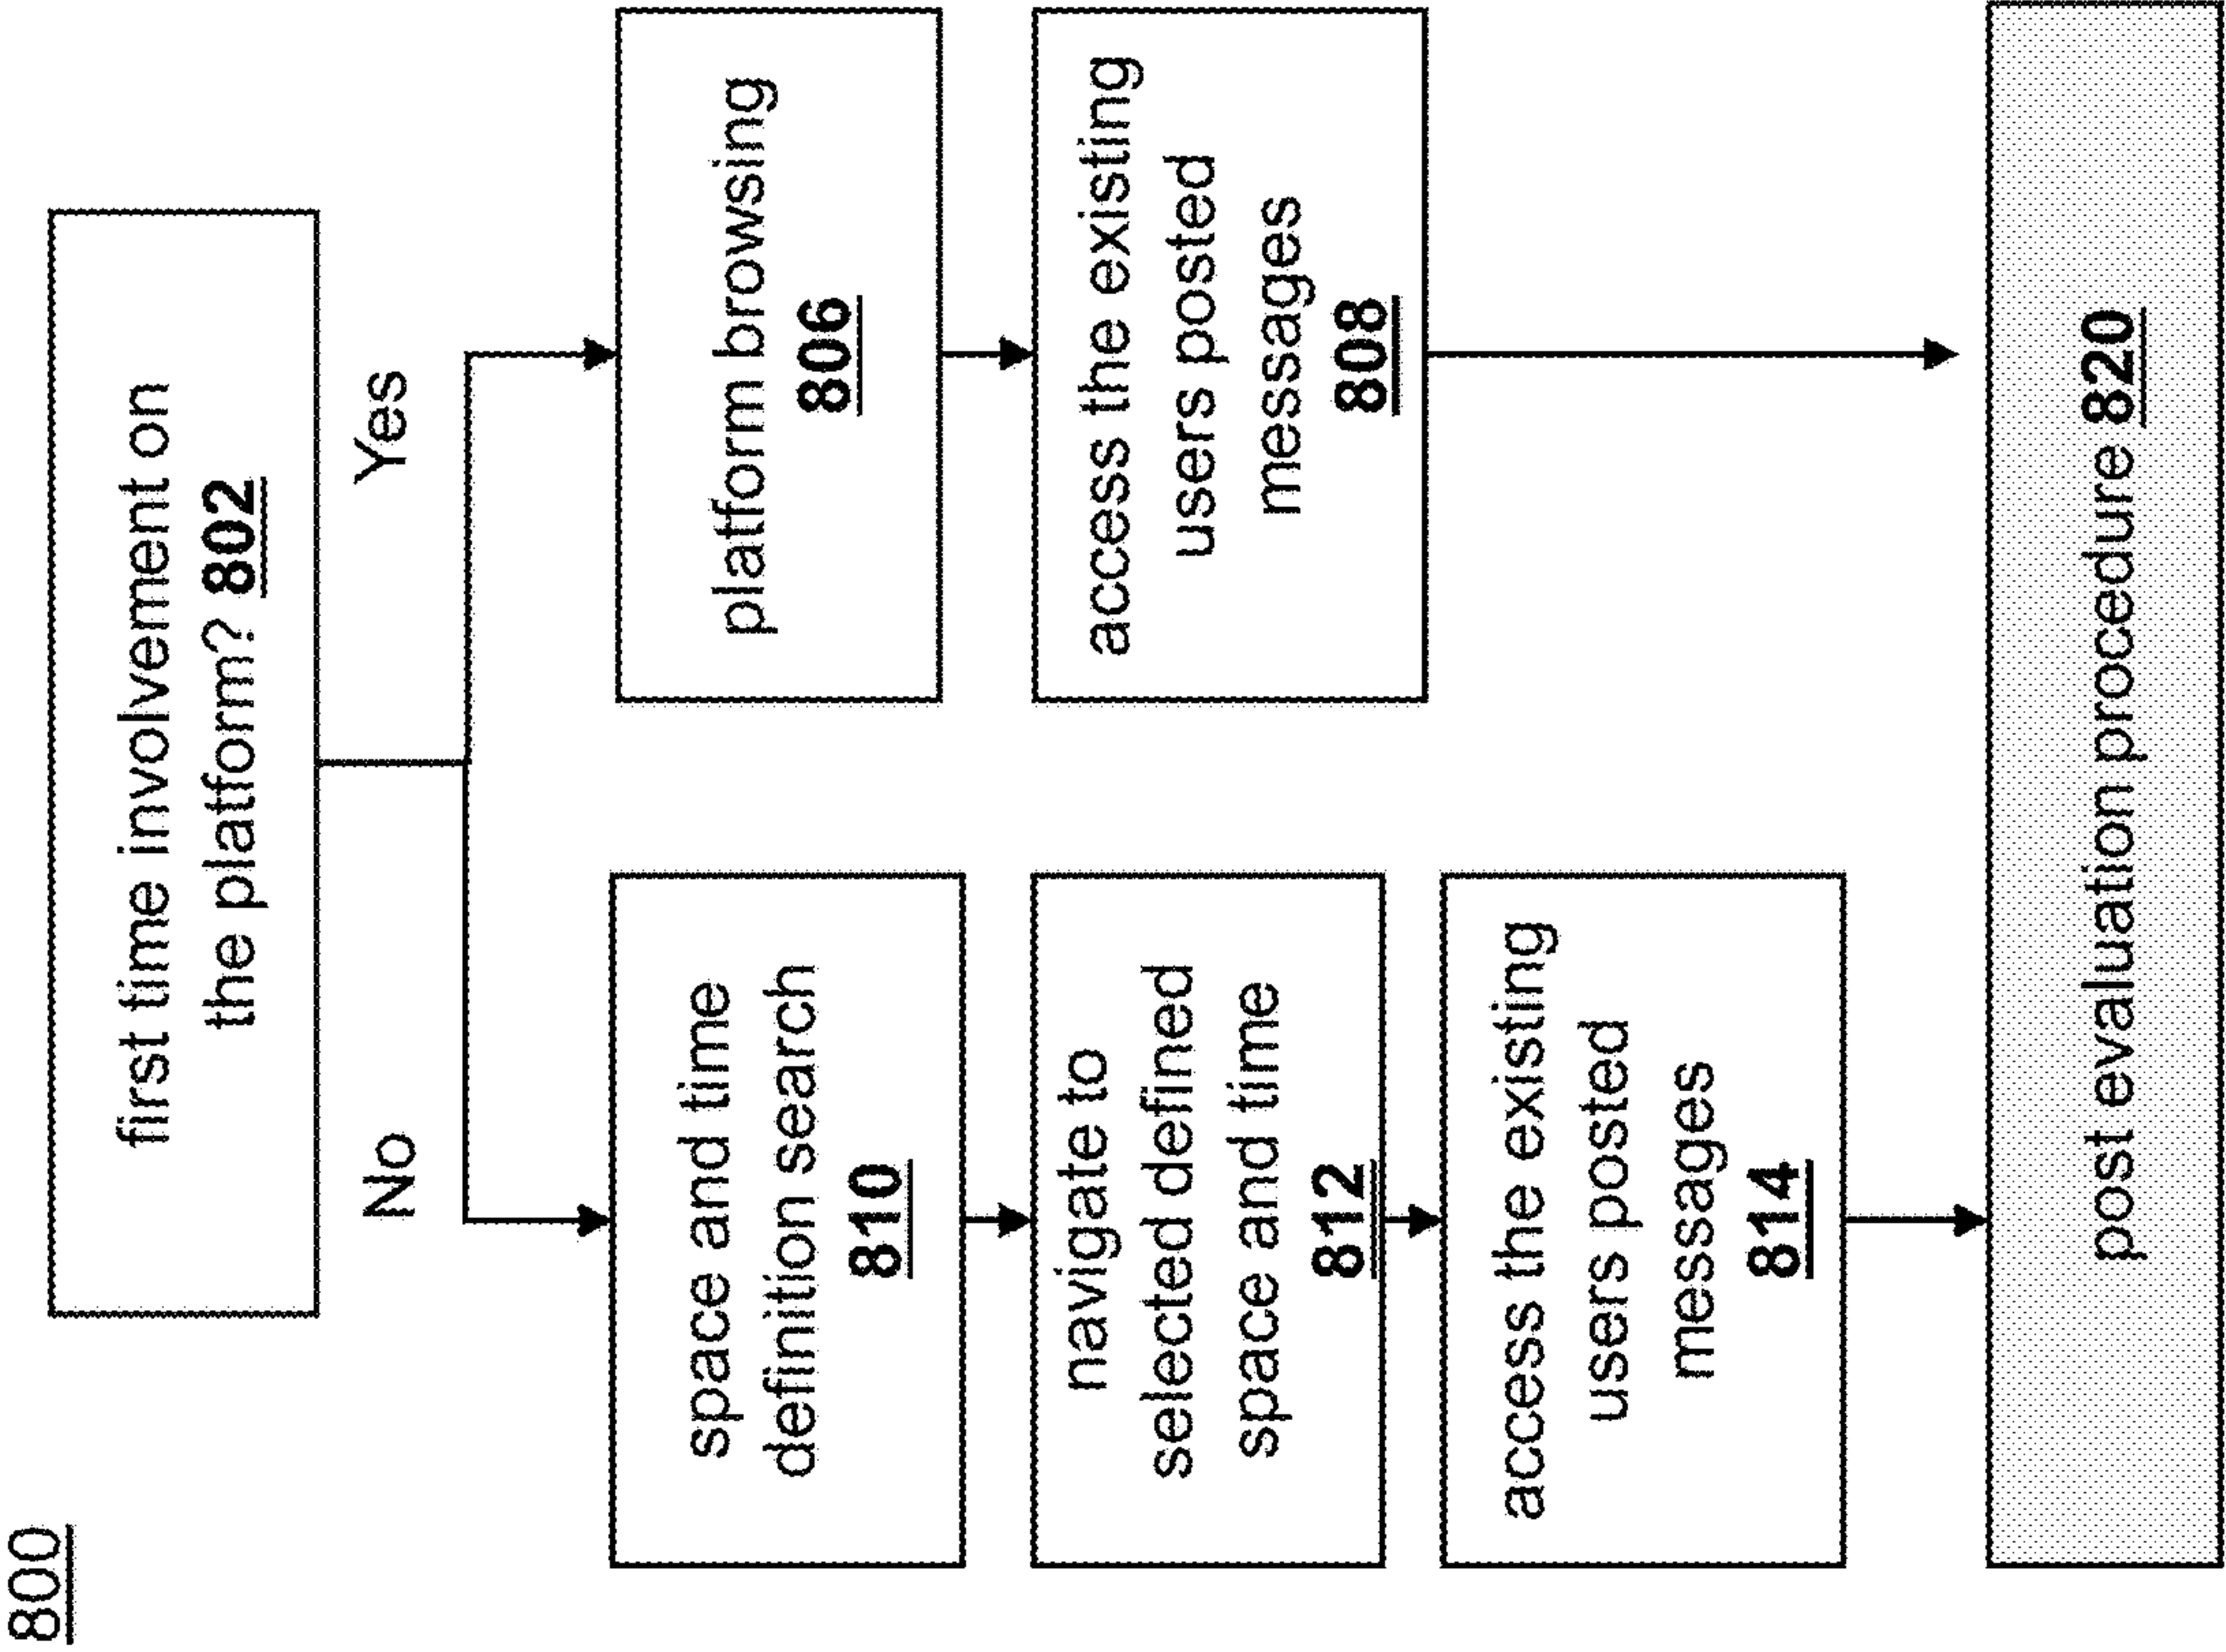 800
first time involvement on
the platform? 802
No
Yes
space and time
definition search
810
navigate to
selected defined
space and time
812
access the existing
users posted
messages
814
platform browsing
806
access the existing
users posted
messages
808
post evaluation procedure 820